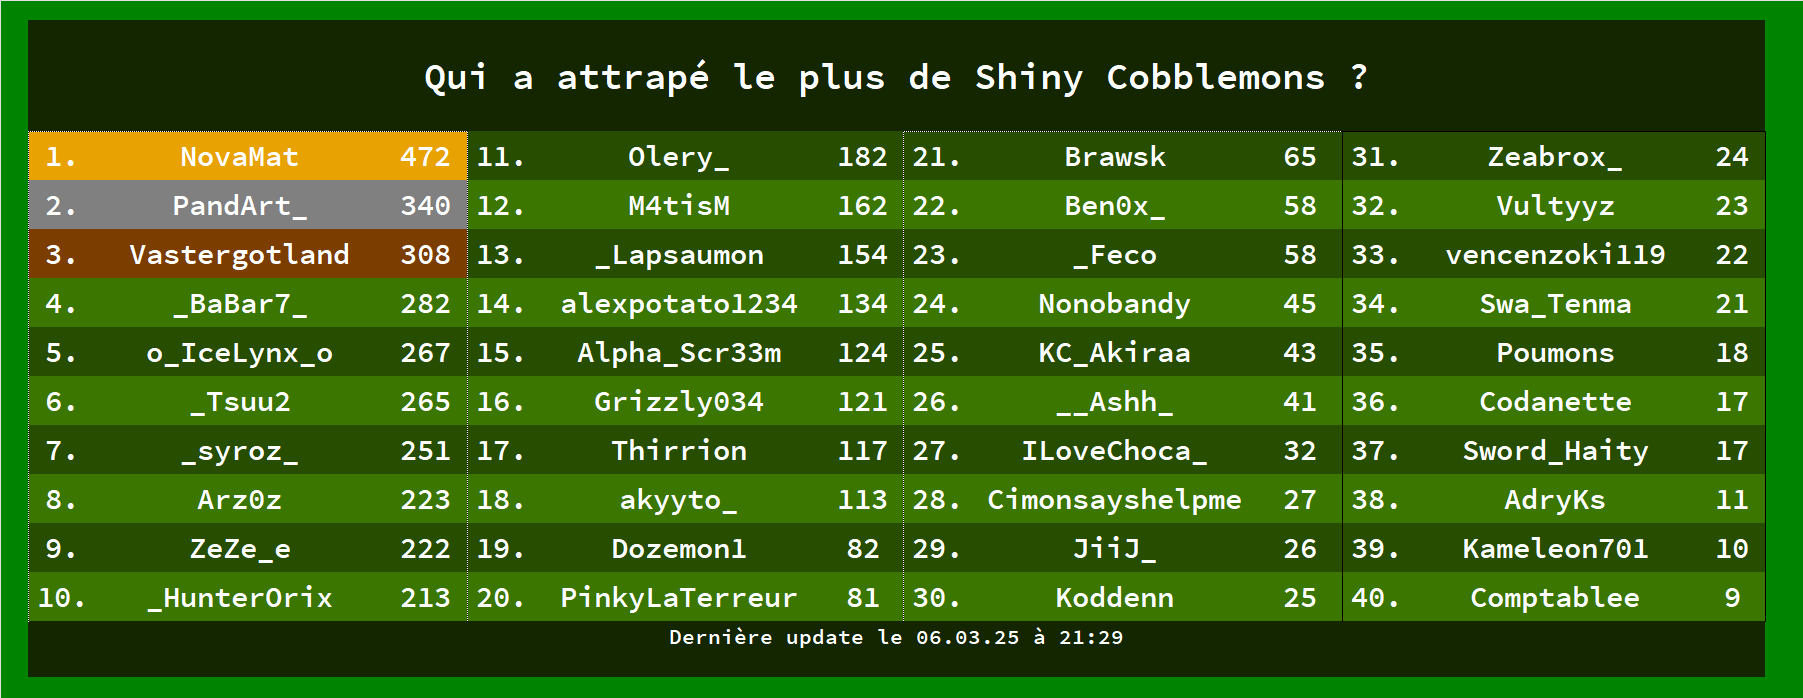 Qui a attrapé le plus de Shiny Cobblemons ?
1. NovaMat 472 11. Olery_ 182 21. Brawsk 65 31. Zeabrox_ 24
2. PandArt_ 340 12. M4tisM 162 22. Ben0x_ 58 32. Vultyyz 23
3. Vastergotland 308 13. _Lapsaumon 154 23. _Feco 58 33. vencenzoki119 22
4. _BaBar7_ 282 14. alexpotato1234 134 24. Nonobandy 45 34. Swa_Tenma 21
5. o_IceLynx_o 267 15. Alpha_Scr33m 124 25. KC_Akiraa 43 35. Poumons 18
6. _Tsuu2 265 16. Grizzly034 121 26. __Ashh_ 41 36. Codanette 17
7. _syroz_ 251 17. Thirrion 117 27. ILoveChoca_ 32 37. Sword_Haity 17
8. Arz0z 223 18. akyyto_ 113 28. Cimonsayshelpme 27 38. AdryKs 11
9. ZeZe_e 222 19. Dozemon1 82 29. JiiJ_ 26 39. Kameleon701 10
10. _HunterOrix 213 20. PinkyLaTerreur 81 30. Koddenn 25 40. Comptablee 9
Dernière update le 06.03.25 à 21:29